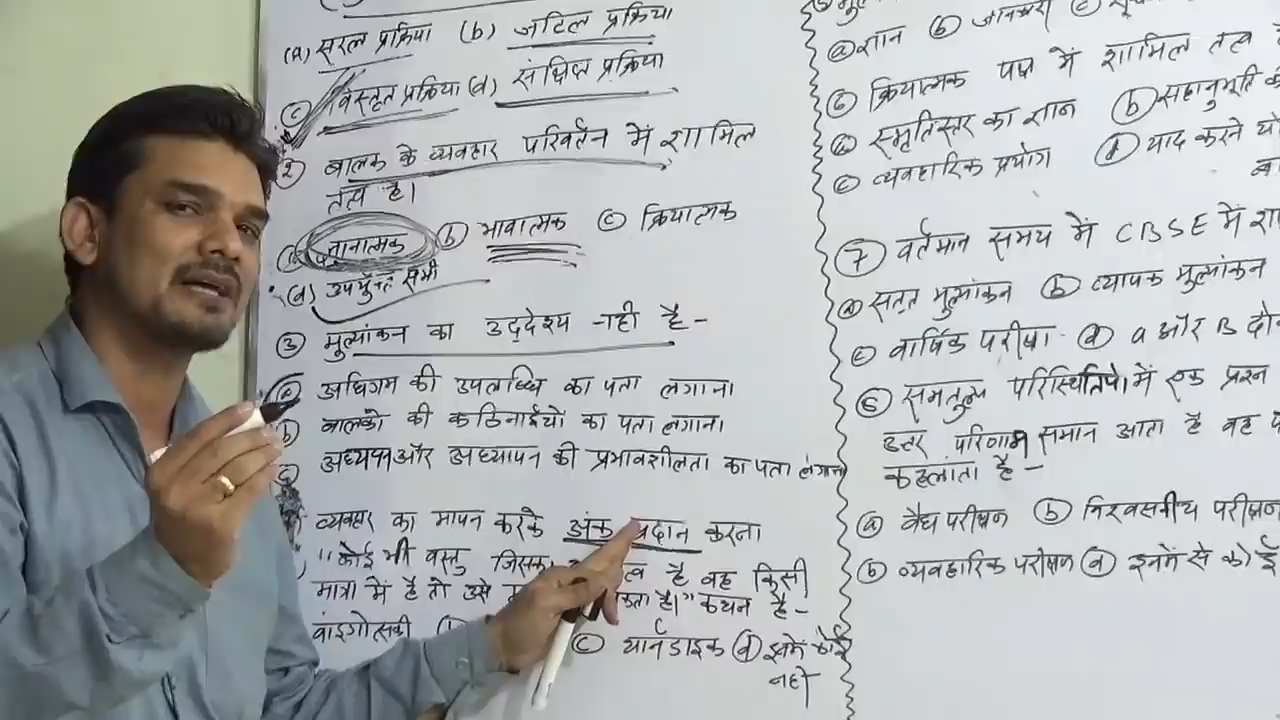 (a) सरल प्रक्रिया (b) जटिल प्रक्रिया
(c) विस्तृत प्रक्रिया (d) संक्षिप्त प्रक्रिया
2 बालक के व्यवहार परिवर्तन में शामिल
तत्व है।
ज्ञानात्मक (b) भावात्मक (c) क्रियात्मक
(d) उपर्युक्त सभी
3 मुल्यांकन का उद्देश्य नही है -
(a) अधिगम की उपलब्धि का पता लगाना
(b) बालको की कठिनाईयों का पता लगाना
अध्ययन और अध्यापन की प्रभावशीलता का पता लगाना
व्यवहार का मापन करके अंक प्रदान करना
"कोई भी वस्तु है वह किसी
मात्रा में है तो उसे है।" कथन है -
वाइगोत्सकी (c) थार्नडाइक (d) इनमें कोई
नही
(a) ज्ञान (b) जानकारी (c)
(6) क्रियात्मक पक्ष में शामिल तत्व
(a) स्मृतिस्तर का ज्ञान (b) सहानुभूति
(c) व्यवहारिक प्रयोग (d) याद करने
(7) वर्तमान समय में CBSE में
(a) सतत् मुल्यांकन (b) व्यापक मुल्यांकन
(c) वार्षिक परीक्षा - (d) a और B दो
(8) समतुल्य परिस्थितियो में एक प्रश्न
उत्तर परिणाम समान आता है वह
कहलाता है -
(a) वैध परीक्षण (b) विश्वसनीय परीक्षण
(b) व्यवहारिक परीक्षण (d) इनमें से कोई